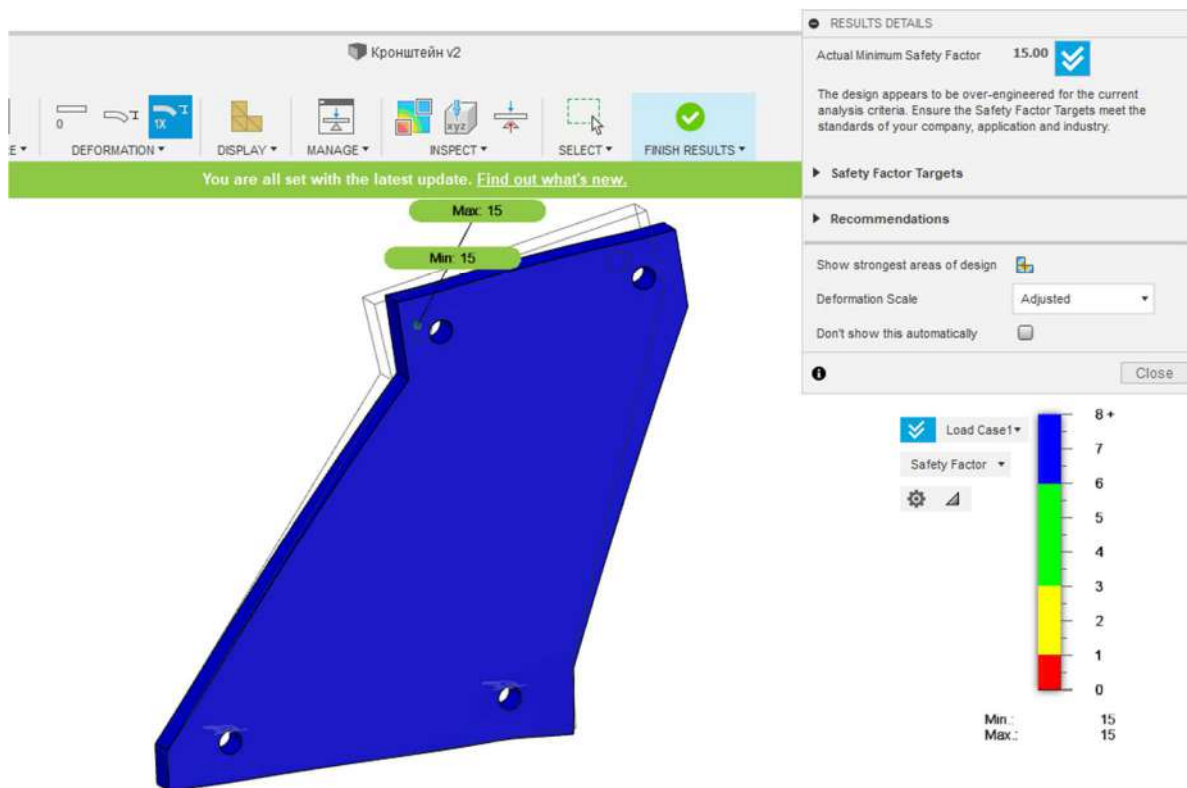 RESULTS DETAILS
Actual Minimum Safety Factor 15.00
The design appears to be over-engineered for the current
analysis criteria. Ensure the Safety Factor Targets meet the
standards of your company, application and industry.
Safety Factor Targets
Recommendations
Show strongest areas of design
Deformation Scale Adjusted
Don't show this automatically
Close
Кронштейн v2
0 1X xyz
E DEFORMATION DISPLAY MANAGE INSPECT SELECT FINISH RESULTS
You are all set with the latest update. Find out what's new.
Max: 15
Min: 15
Load Case1
Safety Factor
8 +
7
6
5
4
3
2
1
0
Min.: 15
Max.: 15